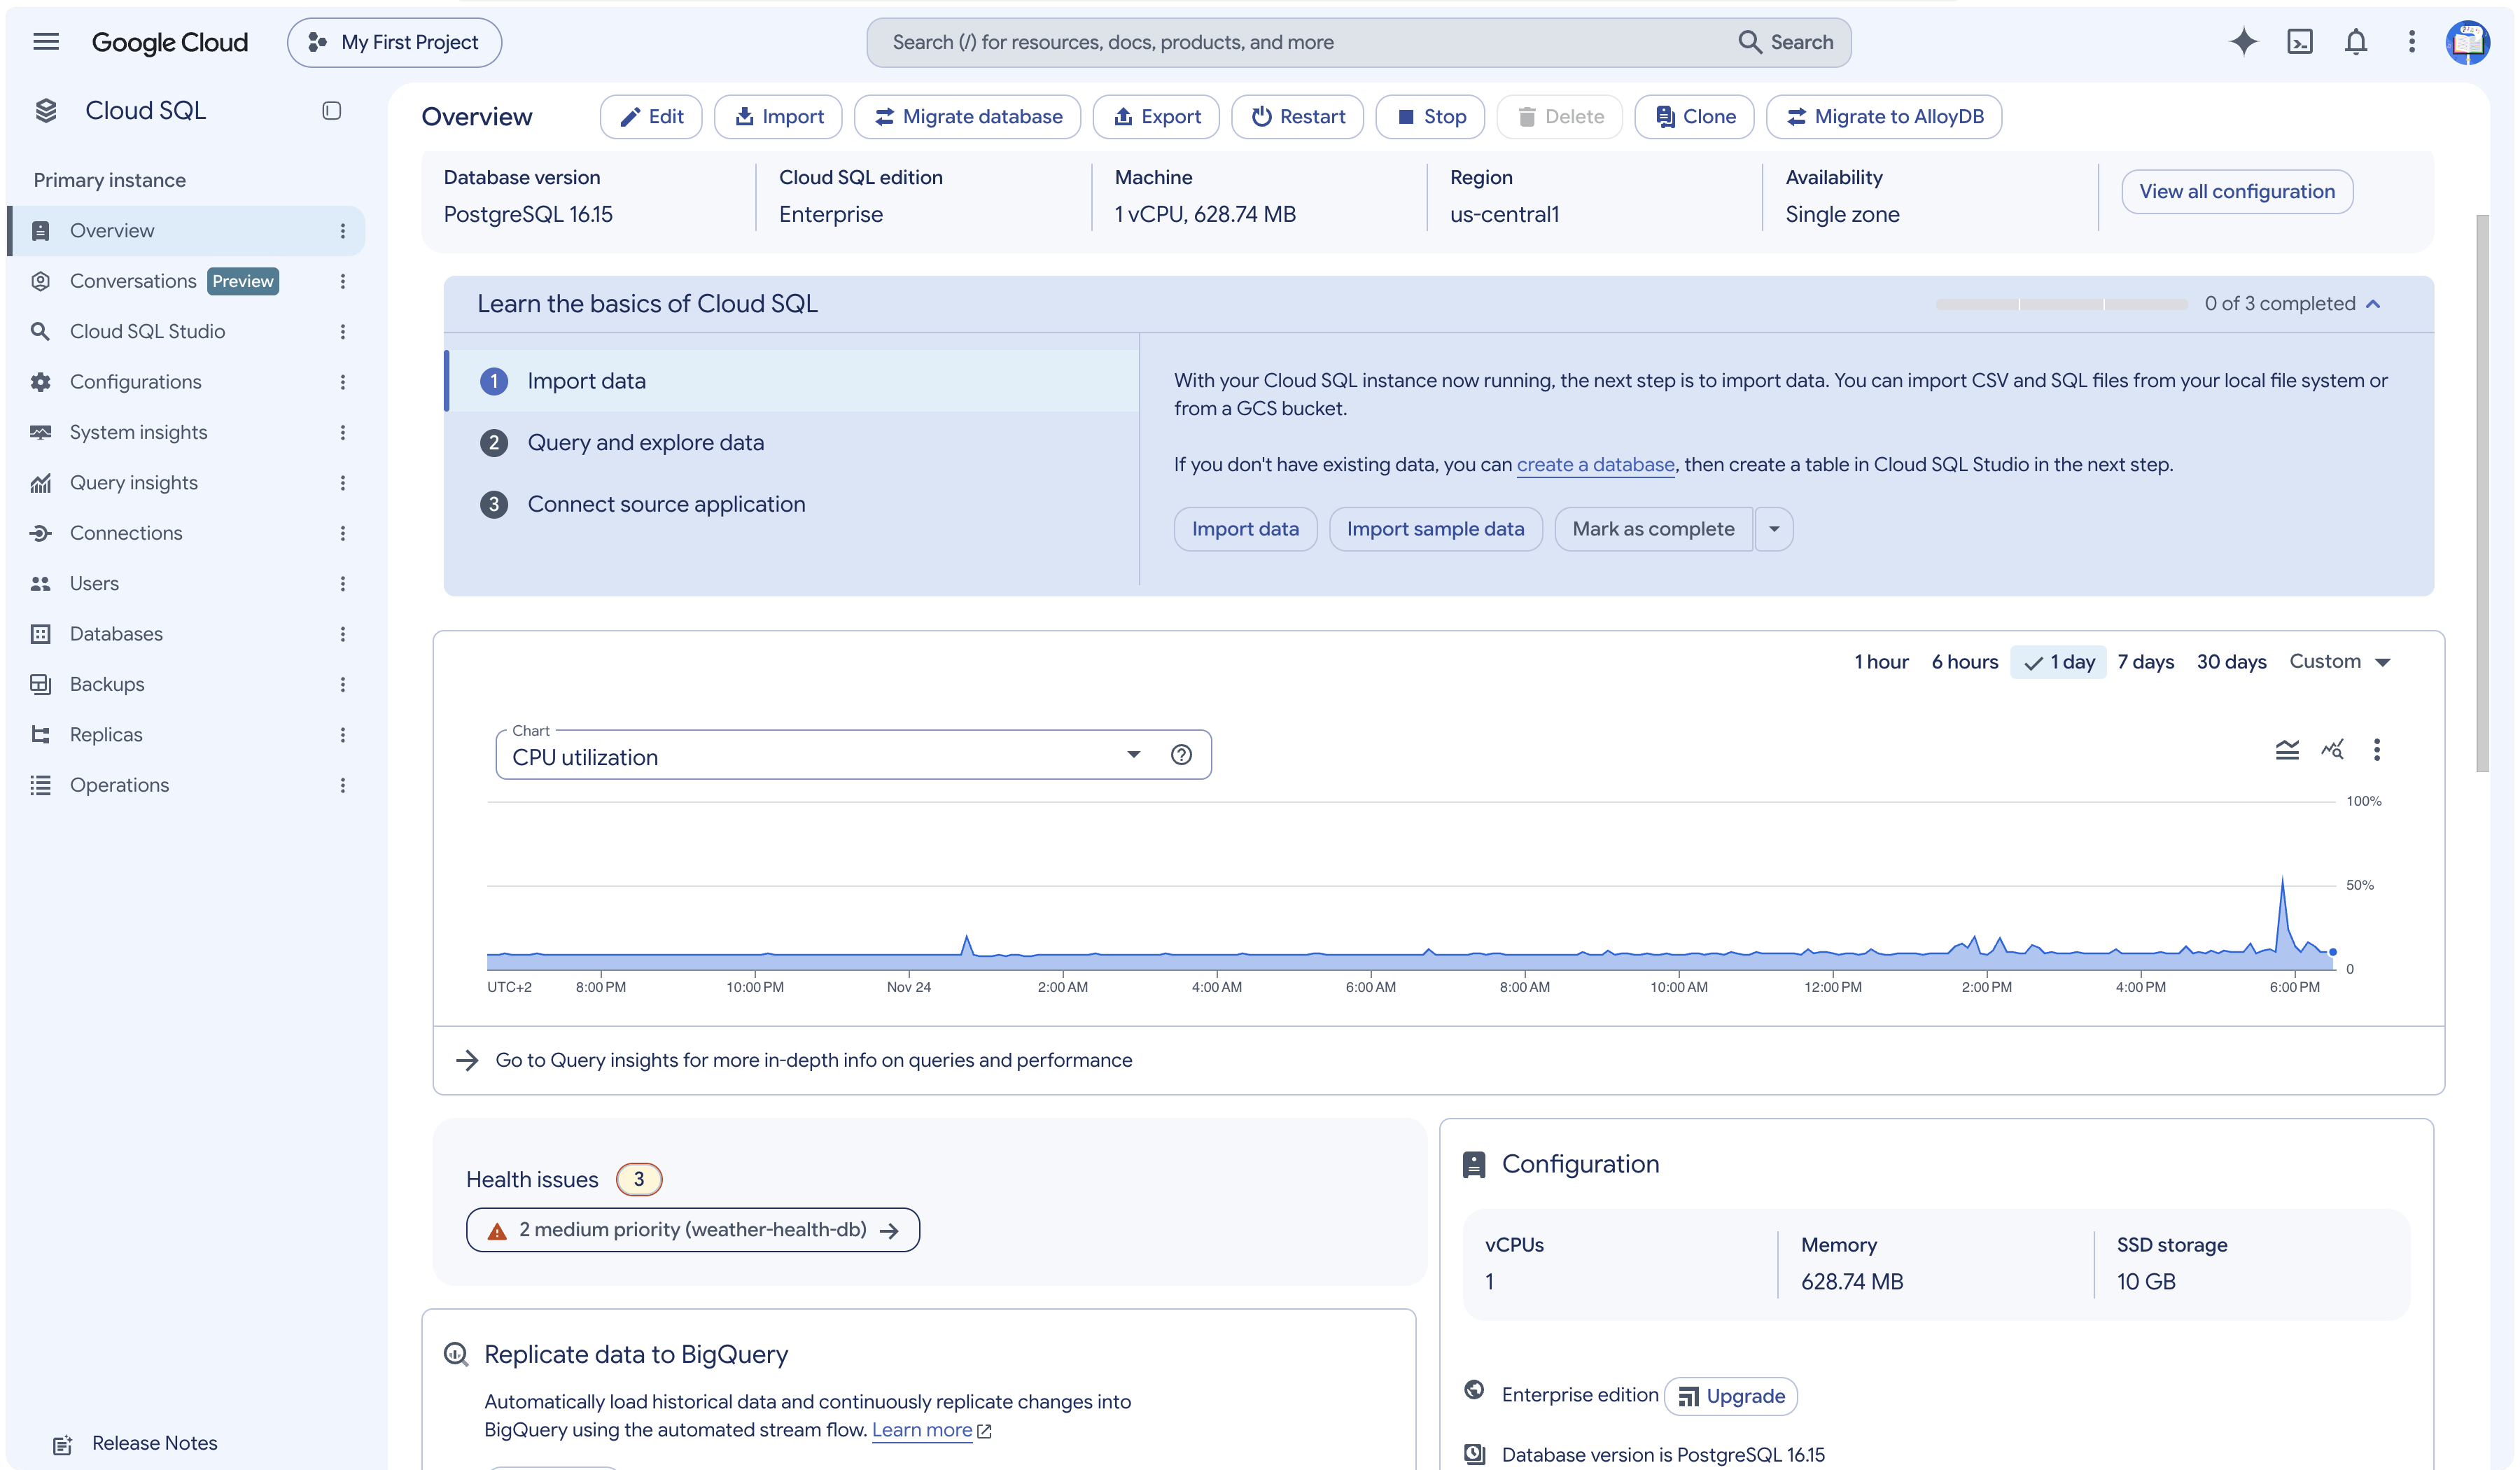 Google Cloud
My First Project
Search (/) for resources, docs, products, and more
Search
Cloud SQL
Primary instance
Overview
Conversations Preview
Cloud SQL Studio
Configurations
System insights
Query insights
Connections
Users
Databases
Backups
Replicas
Operations
Release Notes
Overview
Edit
Import
Migrate database
Export
Restart
Stop
Delete
Clone
Migrate to AlloyDB
Database version
PostgreSQL 16.15
Cloud SQL edition
Enterprise
Machine
1 vCPU, 628.74 MB
Region
us-central1
Availability
Single zone
View all configuration
Learn the basics of Cloud SQL
0 of 3 completed
1 Import data
2 Query and explore data
3 Connect source application
With your Cloud SQL instance now running, the next step is to import data. You can import CSV and SQL files from your local file system or
from a GCS bucket.
If you don't have existing data, you can create a database, then create a table in Cloud SQL Studio in the next step.
Import data
Import sample data
Mark as complete
1 hour
6 hours
1 day
7 days
30 days
Custom
Chart
CPU utilization
100%
50%
0
UTC+2
8:00 PM
10:00 PM
Nov 24
2:00 AM
4:00 AM
6:00 AM
8:00 AM
10:00 AM
12:00 PM
2:00 PM
4:00 PM
6:00 PM
Go to Query insights for more in-depth info on queries and performance
Health issues 3
2 medium priority (weather-health-db)
Replicate data to BigQuery
Automatically load historical data and continuously replicate changes into
BigQuery using the automated stream flow. Learn more
Configuration
vCPUs
1
Memory
628.74 MB
SSD storage
10 GB
Enterprise edition
Upgrade
Database version is PostgreSQL 16.15